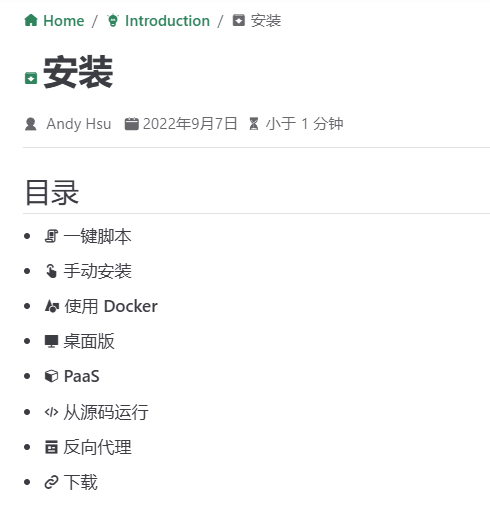 Home / Introduction / 安装
安装
Andy Hsu 2022年9月7日 小于 1 分钟
目录
一键脚本
手动安装
使用 Docker
桌面版
PaaS
从源码运行
反向代理
下载